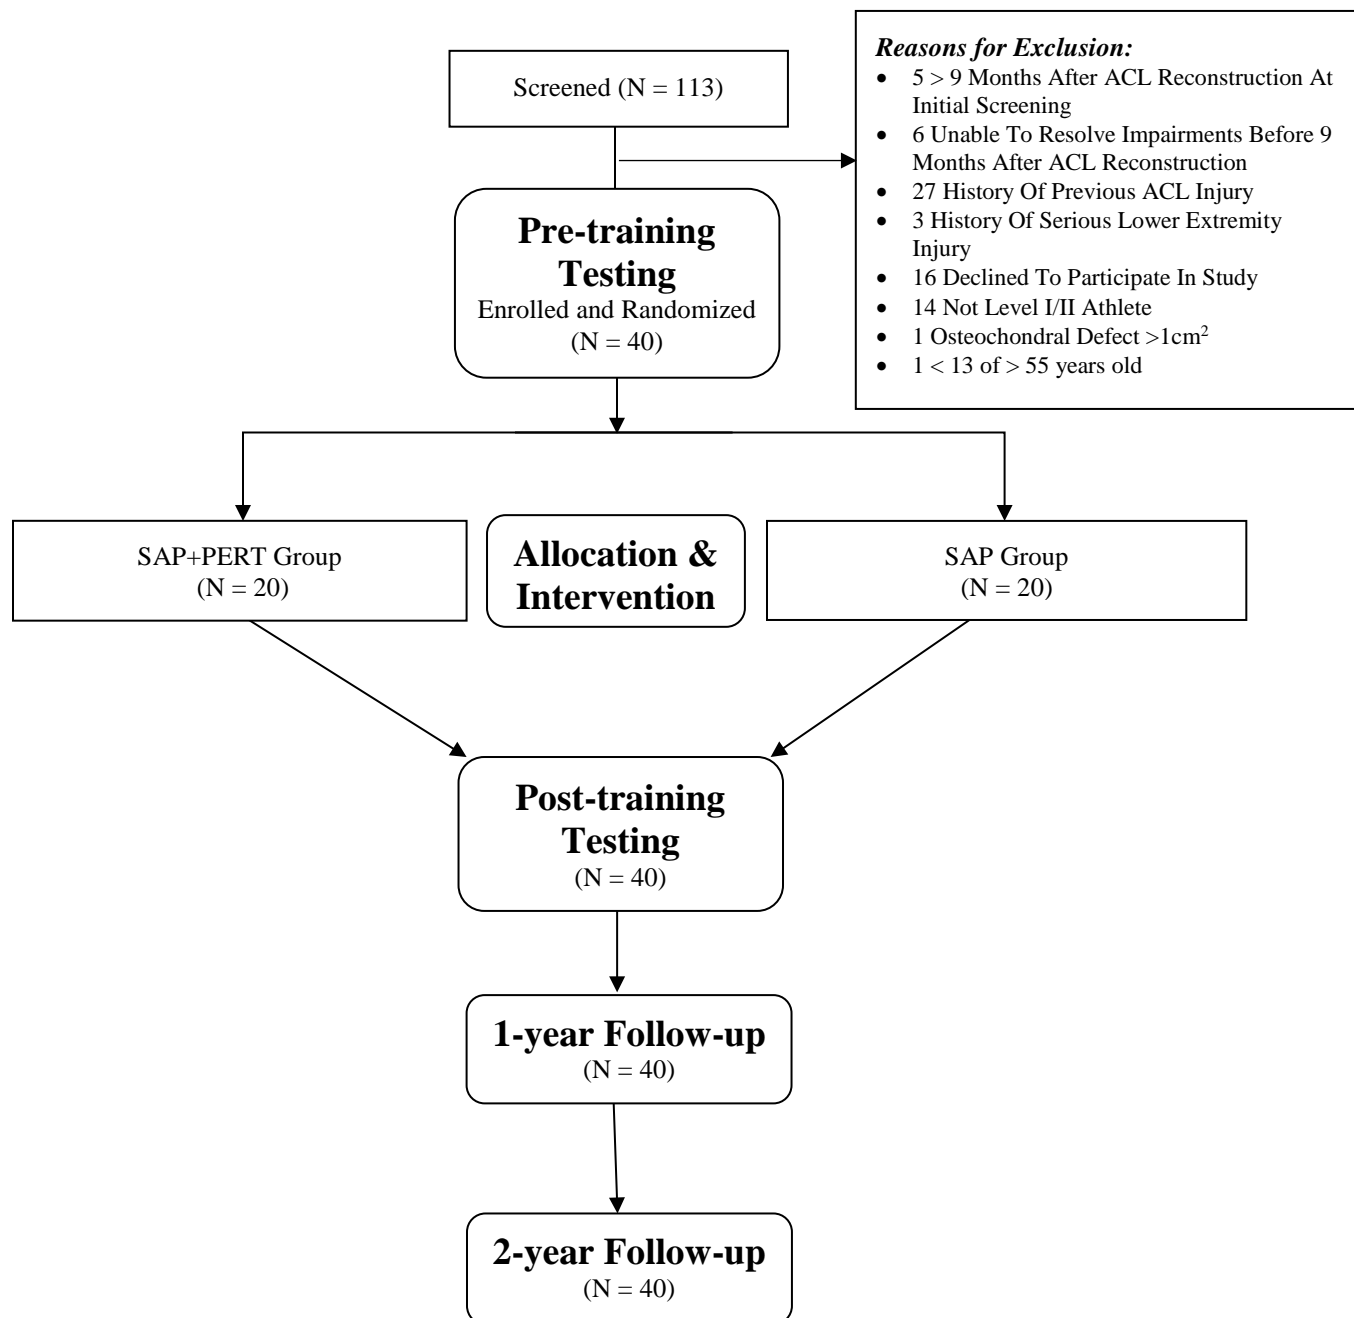 Screened (N = 113)
Reasons for Exclusion:
• 5 > 9 Months After ACL Reconstruction At
Initial Screening
• 6 Unable To Resolve Impairments Before 9
Months After ACL Reconstruction
• 27 History Of Previous ACL Injury
• 3 History Of Serious Lower Extremity
Injury
• 16 Declined To Participate In Study
• 14 Not Level I/II Athlete
• 1 Osteochondral Defect >1cm²
• 1 < 13 of > 55 years old
Pre-training
Testing
Enrolled and Randomized
(N = 40)
SAP+PERT Group
(N = 20)
Allocation &
Intervention
SAP Group
(N = 20)
Post-training
Testing
(N = 40)
1-year Follow-up
(N = 40)
2-year Follow-up
(N = 40)